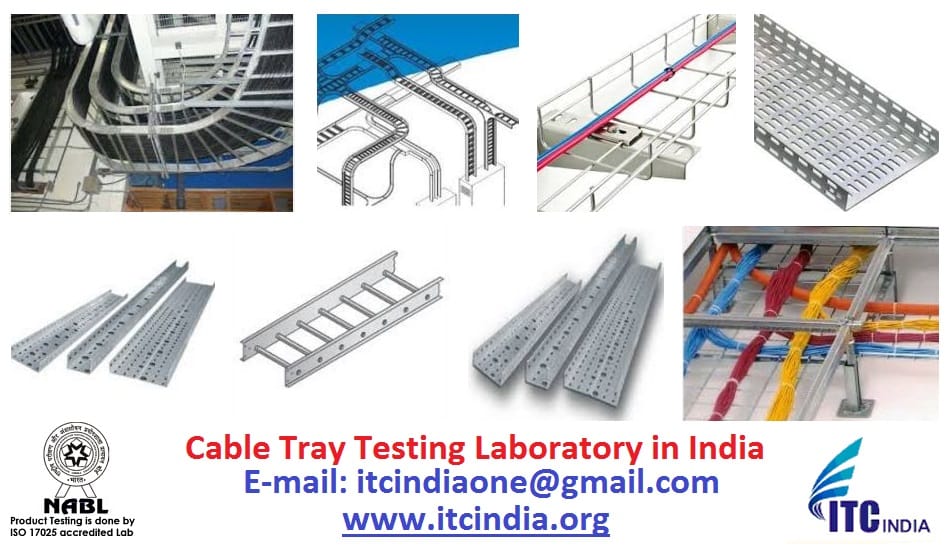 Cable Tray Testing Laboratory in India
E-mail: itcindiaone@gmail.com
www.itcindia.org
NABL
Product Testing is done by
ISO 17025 accredited Lab
ITC INDIA